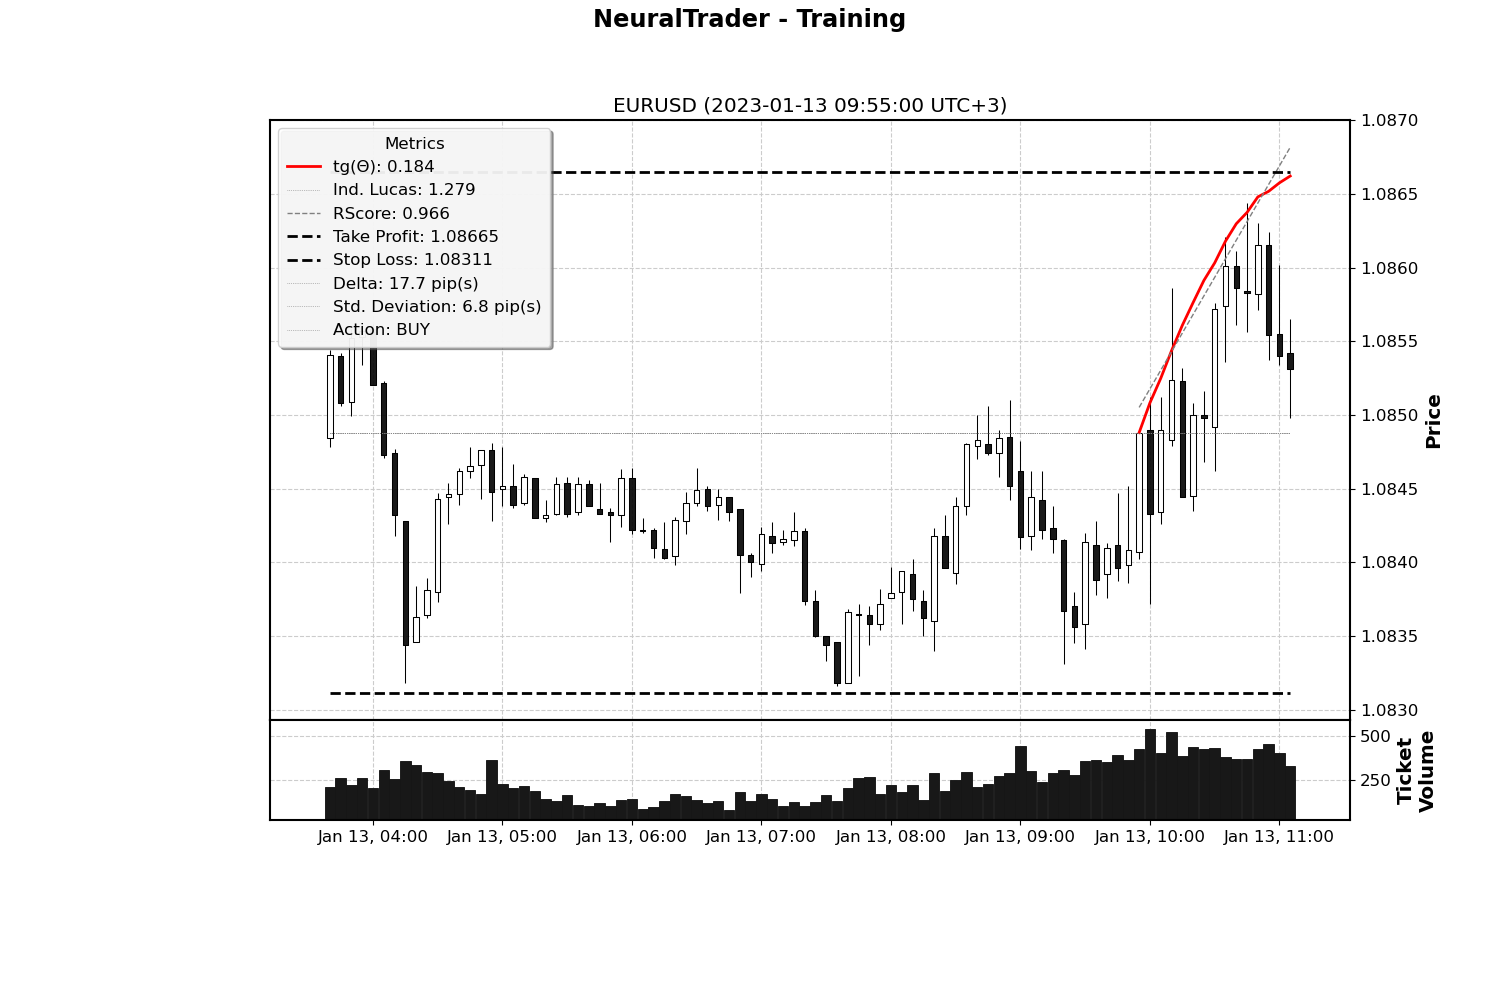 NeuralTrader - Training
EURUSD (2023-01-13 09:55:00 UTC+3)
Metrics
tg(Θ): 0.184
Ind. Lucas: 1.279
RScore: 0.966
Take Profit: 1.08665
Stop Loss: 1.08311
Delta: 17.7 pip(s)
Std. Deviation: 6.8 pip(s)
Action: BUY
1.0870
1.0865
1.0860
1.0855
1.0850
1.0845
1.0840
1.0835
1.0830
Price
500
250
Ticket
Volume
Jan 13, 04:00 Jan 13, 05:00 Jan 13, 06:00 Jan 13, 07:00 Jan 13, 08:00 Jan 13, 09:00 Jan 13, 10:00 Jan 13, 11:00